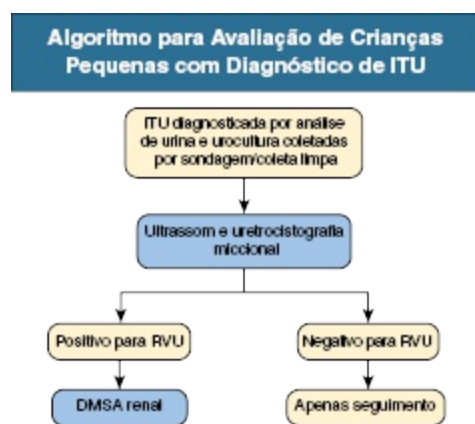 Algoritmo para Avaliação de Crianças
Pequenas com Diagnóstico de ITU
ITU diagnosticada por análise
de urina e urocultura coletadas
por sondagem/coleta limpa
Ultrassom e uretrocistografia
miccional
Positivo para RVU
Negativo para RVU
DMSA renal
Apenas seguimento